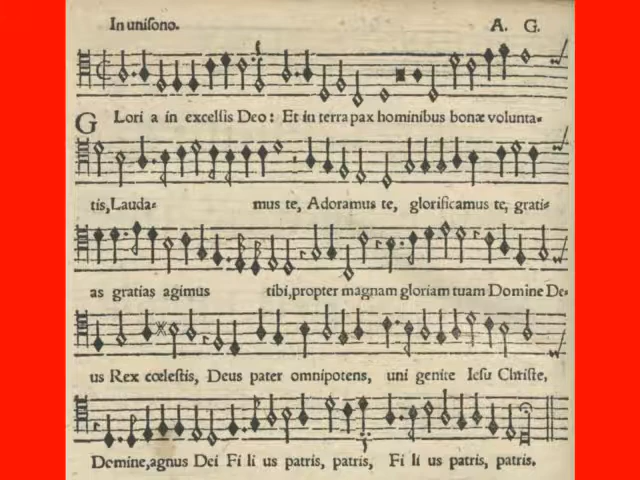 In uniſono. A. G.
GLori a in excelſis Deo: Et in terra pax hominibus bonæ volunta-
tis, Lauda- mus te, Adoramus te, glorificamus te, grati-
as gratias agimus tibi, propter magnam gloriam tuam Domine De-
us Rex cœleſtis, Deus pater omnipotens, uni genite Ieſu Chriſte,
Domine, agnus Dei Fi li us patris, patris, Fi li us patris, patris.